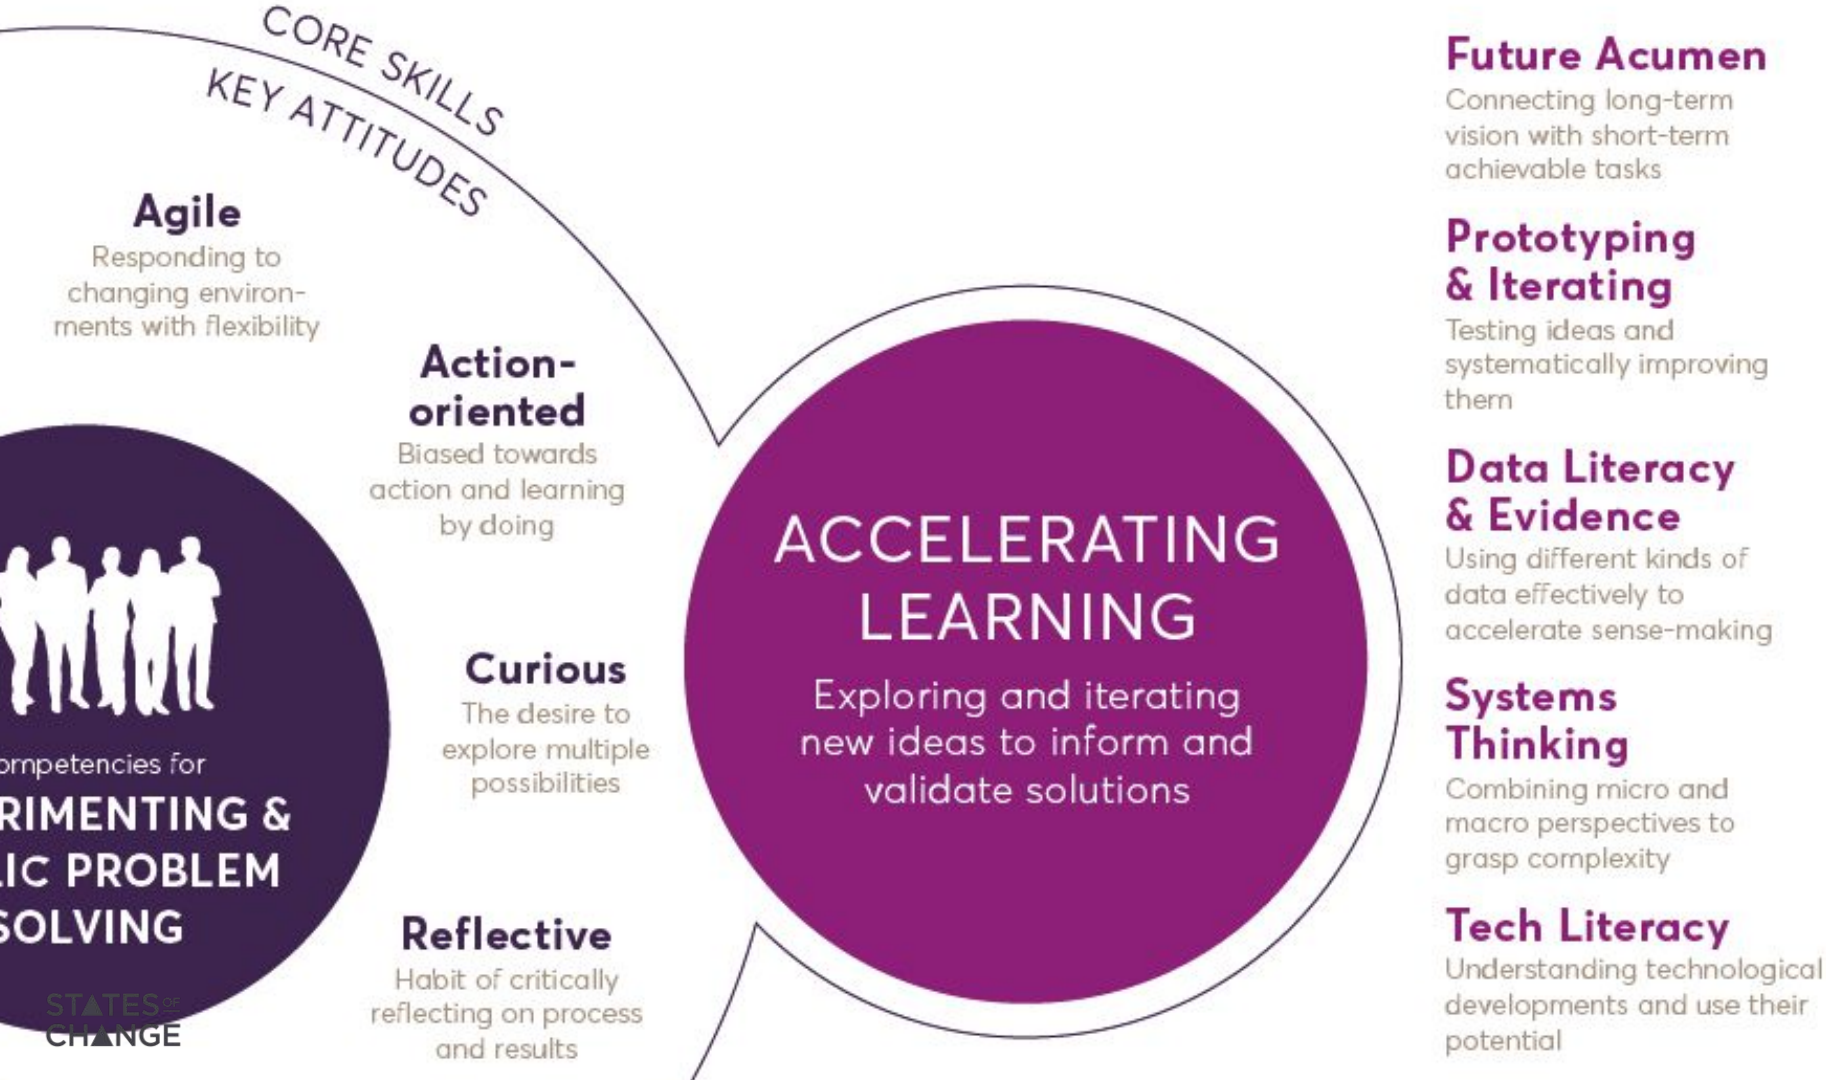 CORE SKILLS
KEY ATTITUDES
Agile
Responding to
changing environ-
ments with flexibility
Action-
oriented
Biased towards
action and learning
by doing
Curious
The desire to
explore multiple
possibilities
Reflective
Habit of critically
reflecting on process
and results
ompetencies for
RIMENTING &
LIC PROBLEM
SOLVING
STATES OF
CHANGE
ACCELERATING
LEARNING
Exploring and iterating
new ideas to inform and
validate solutions
Future Acumen
Connecting long-term
vision with short-term
achievable tasks
Prototyping
& Iterating
Testing ideas and
systematically improving
them
Data Literacy
& Evidence
Using different kinds of
data effectively to
accelerate sense-making
Systems
Thinking
Combining micro and
macro perspectives to
grasp complexity
Tech Literacy
Understanding technological
developments and use their
potential